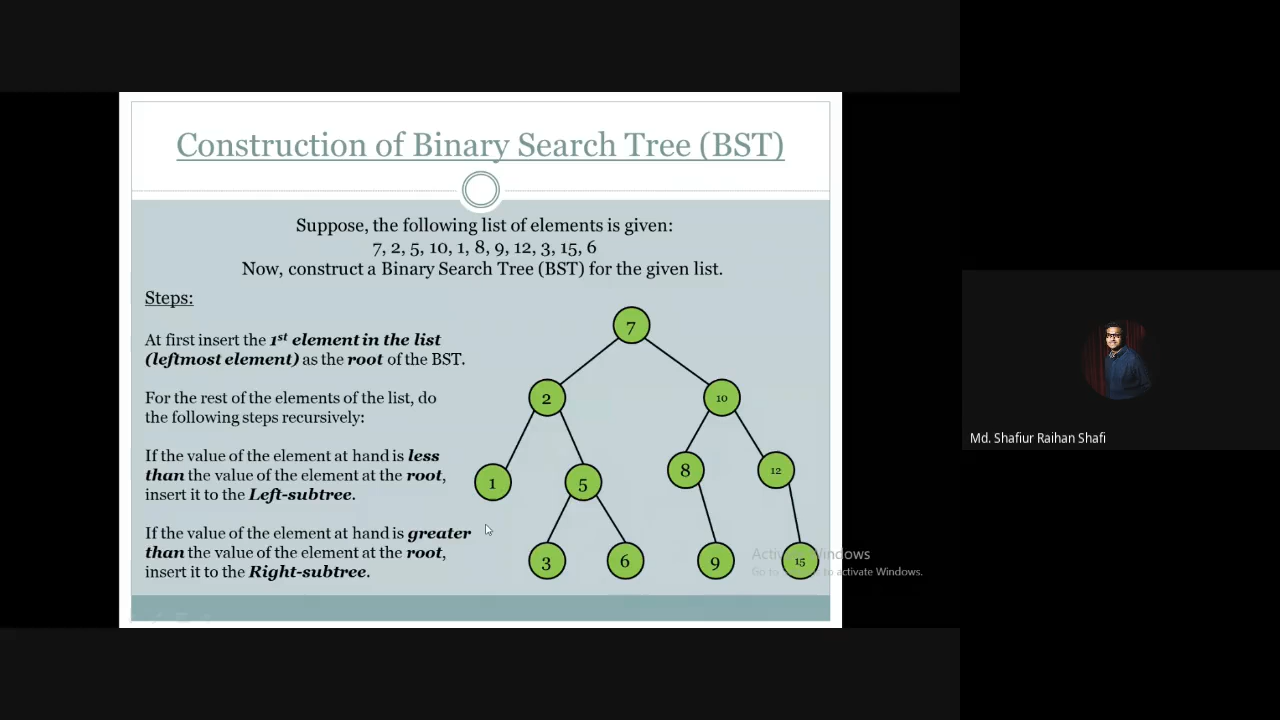 Construction of Binary Search Tree (BST)
Suppose, the following list of elements is given:
7, 2, 5, 10, 1, 8, 9, 12, 3, 15, 6
Now, construct a Binary Search Tree (BST) for the given list.
Steps:
At first insert the 1st element in the list
(leftmost element) as the root of the BST.
For the rest of the elements of the list, do
the following steps recursively:
If the value of the element at hand is less
than the value of the element at the root,
insert it to the Left-subtree.
If the value of the element at hand is greater
than the value of the element at the root,
insert it to the Right-subtree.
7
2
10
1
5
8
12
3
6
9
15
Windows
to activate Windows.
Md. Shafiur Raihan Shafi